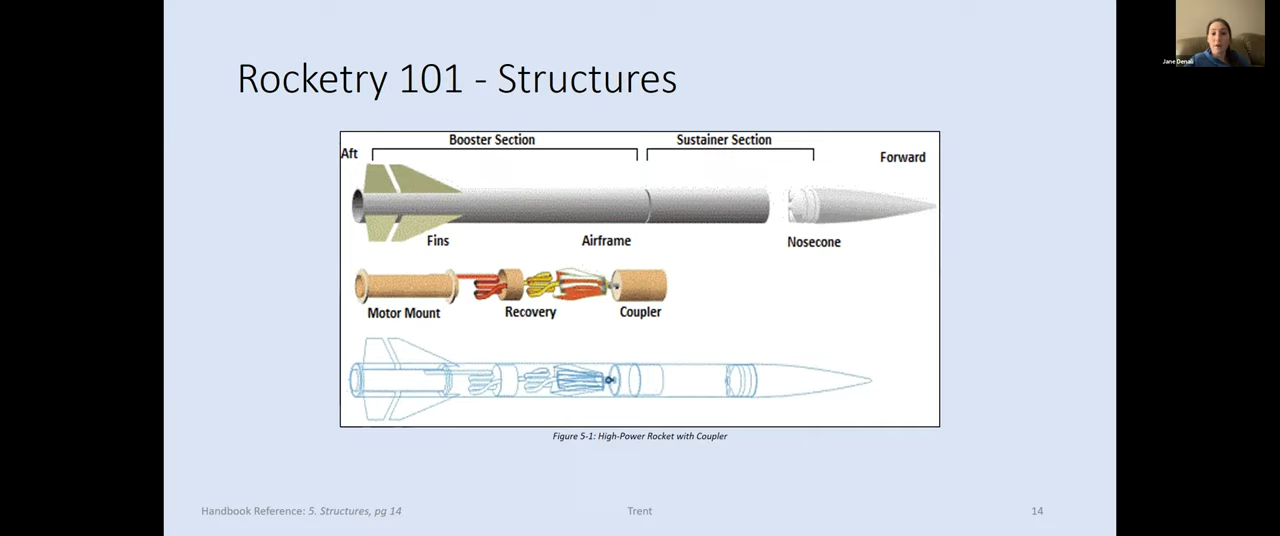 Jane Denali
Rocketry 101 - Structures
Booster Section
Sustainer Section
Aft
Forward
Fins
Airframe
Nosecone
Motor Mount
Recovery
Coupler
Figure 5-1: High-Power Rocket with Coupler
Handbook Reference: 5. Structures, pg 14
Trent
14